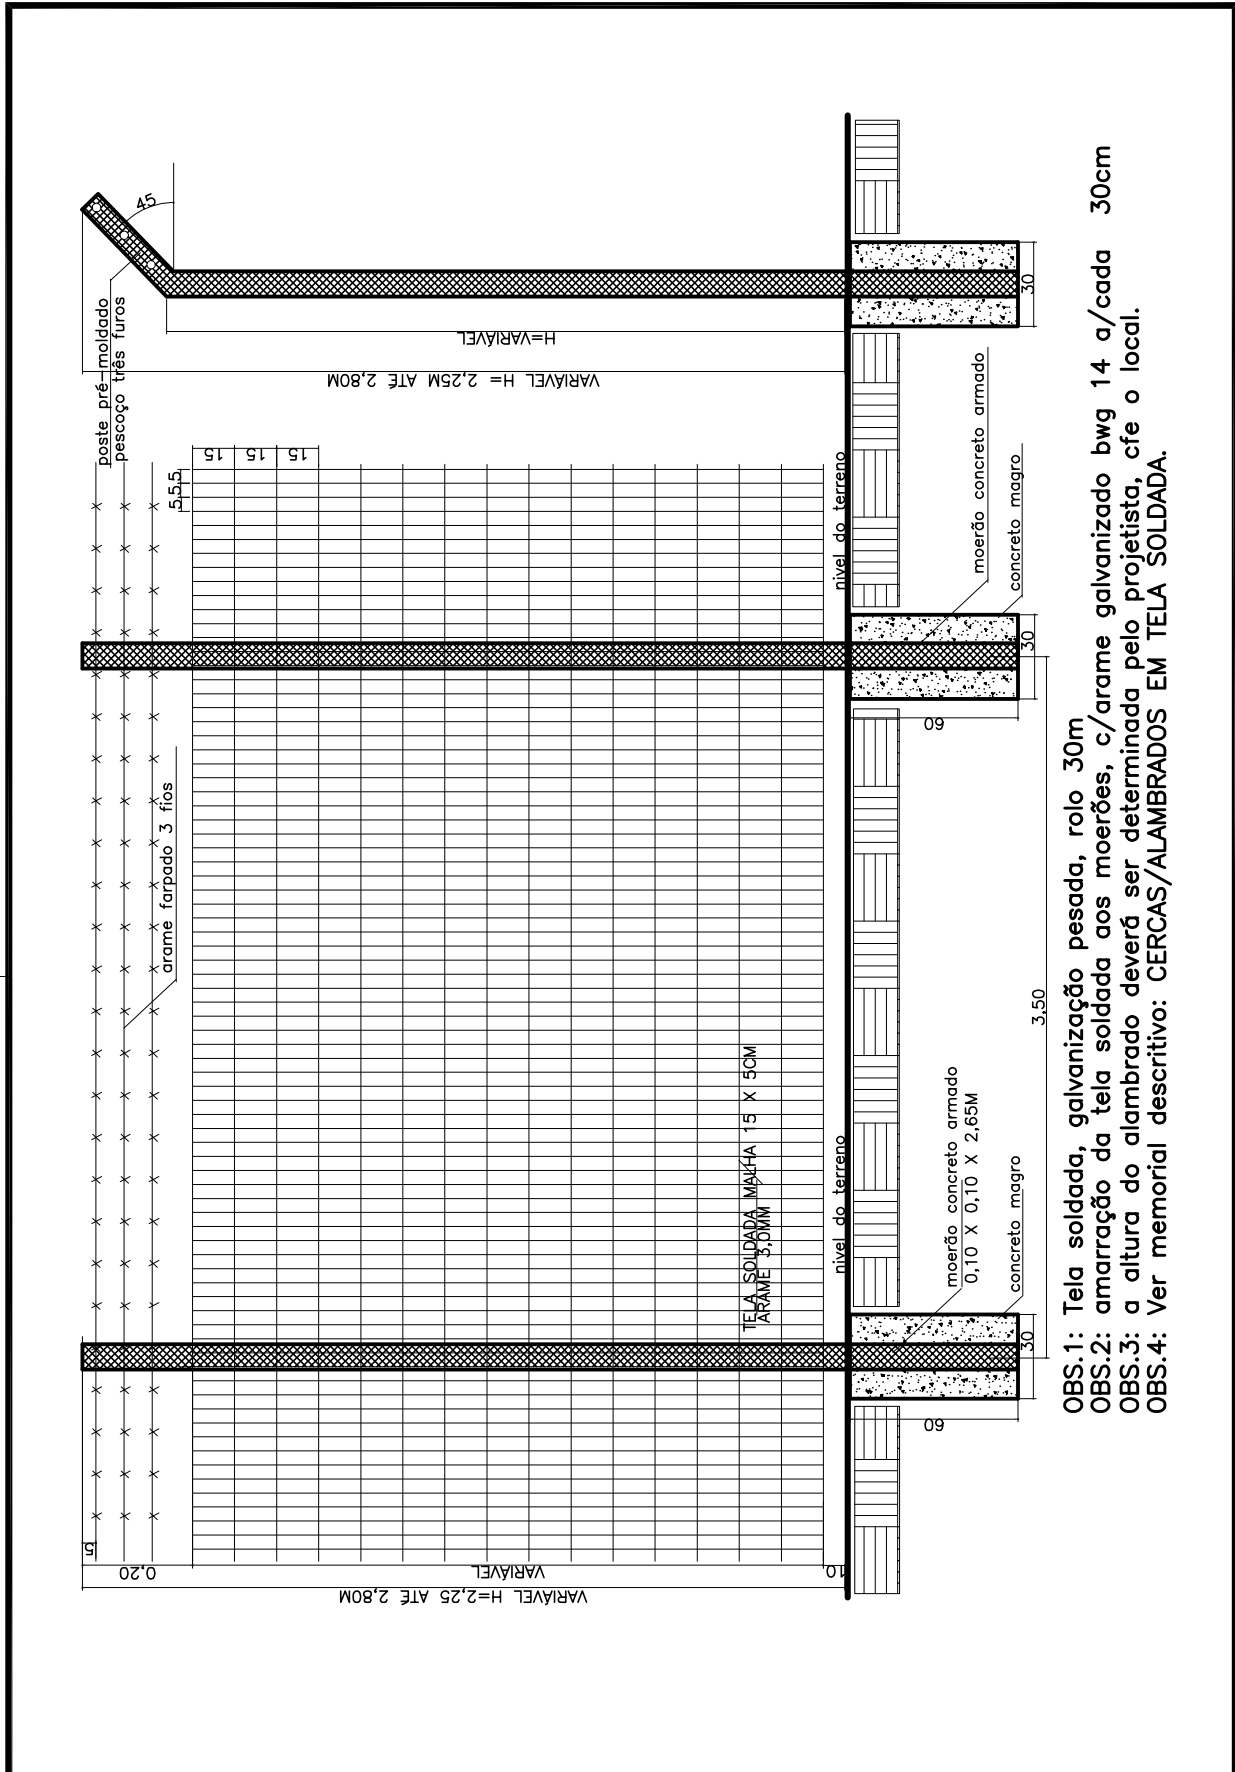 45
poste pré-moldado
pescoço três furos
H=VARIÁVEL
VARIÁVEL H= 2,25M ATÉ 2,80M
30
15
15
15
5
5
5
nivel do terreno
moerão concreto armado
concreto magro
30
60
arame farpado 3 fios
3,50
TELA SOLDADA MALHA 15 X 5CM
ARAME 3,0MM
nivel do terreno
moerão concreto armado
0,10 X 0,10 X 2,65M
concreto magro
30
60
5
0,20
VARIÁVEL
10
VARIÁVEL H=2,25 ATÉ 2,80M
OBS.1: Tela soldada, galvanização pesada, rolo 30m
OBS.2: amarração da tela soldada aos moerões, c/arame galvanizado bwg 14 a/cada 30cm
OBS.3: a altura do alambrado deverá ser determinada pelo projetista, cfe o local.
OBS.4: Ver memorial descritivo: CERCAS/ALAMBRADOS EM TELA SOLDADA.